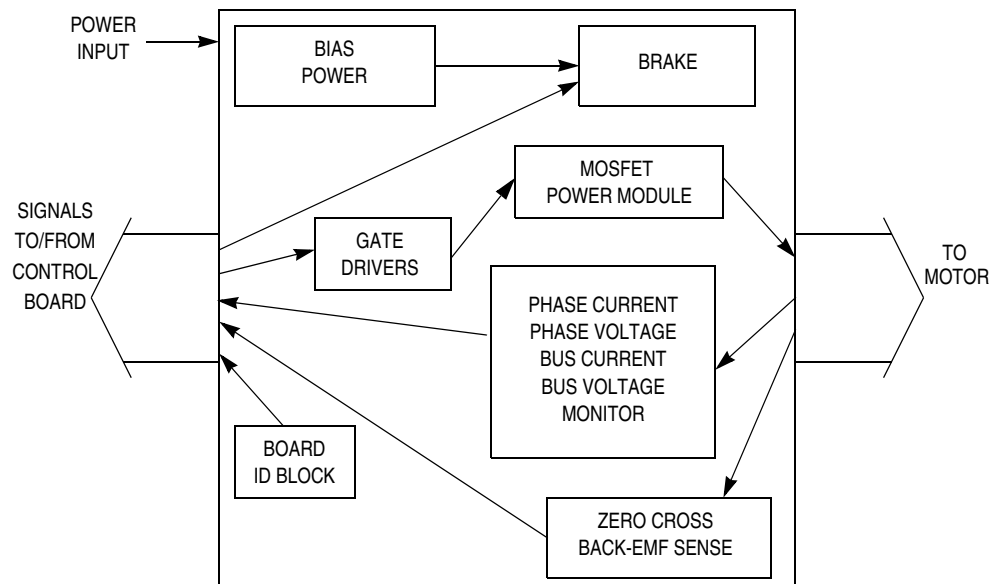 POWER
INPUT
BIAS
POWER
BRAKE
MOSFET
POWER MODULE
SIGNALS
TO/FROM
CONTROL
BOARD
GATE
DRIVERS
TO
MOTOR
PHASE CURRENT
PHASE VOLTAGE
BUS CURRENT
BUS VOLTAGE
MONITOR
BOARD
ID BLOCK
ZERO CROSS
BACK-EMF SENSE